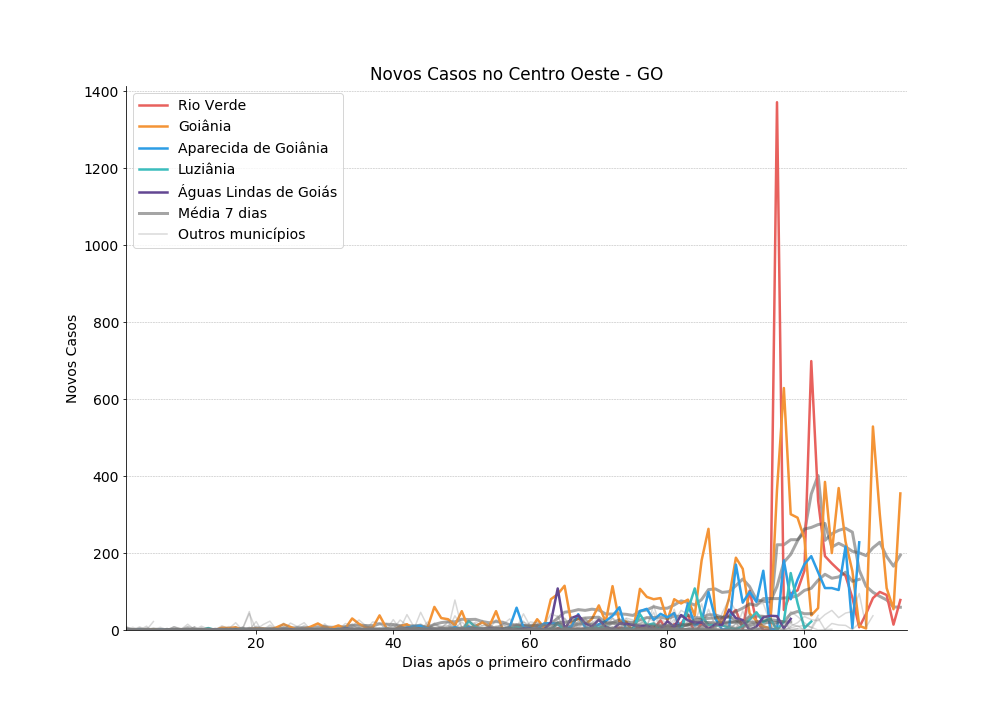 Novos Casos no Centro Oeste - GO
1400
1200
1000
800
600
400
200
0
Novos Casos
Rio Verde
Goiânia
Aparecida de Goiânia
Luziânia
Águas Lindas de Goiás
Média 7 dias
Outros municípios
20 40 60 80 100
Dias após o primeiro confirmado